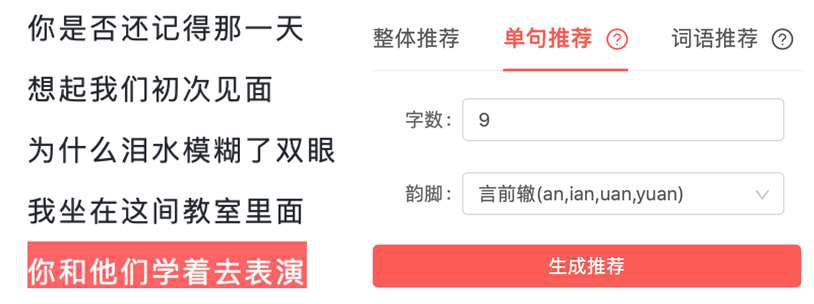 你是否还记得那一天
想起我们初次见面
为什么泪水模糊了双眼
我坐在这间教室里面
你和他们学着去表演
整体推荐 单句推荐 ? 词语推荐 ?
字数: 9
韵脚: 言前辙(an,ian,uan,yuan)
生成推荐